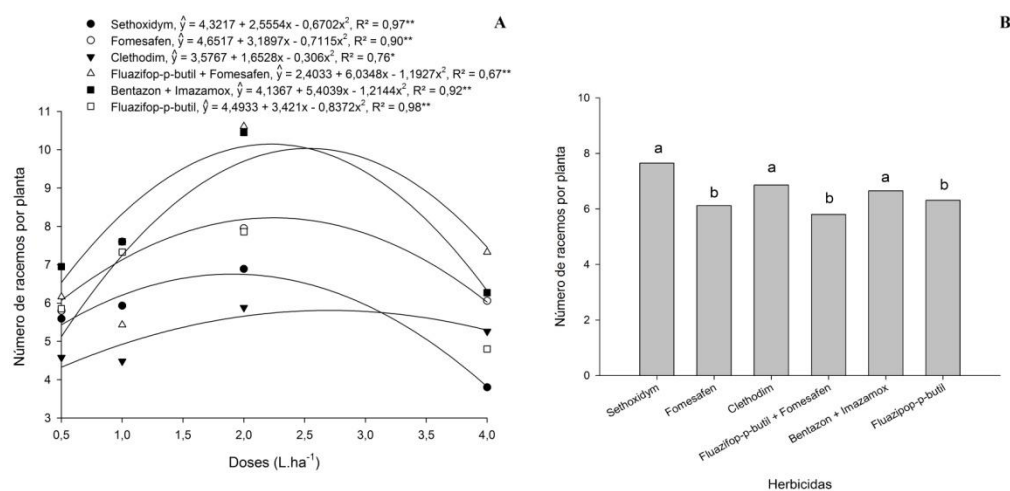 A
Sethoxidym, ŷ = 4,3217 + 2,5554x - 0,6702x², R² = 0,97**
Fomesafen, ŷ = 4,6517 + 3,1897x - 0,7115x², R² = 0,90**
Clethodim, ŷ = 3,5767 + 1,6528x - 0,306x², R² = 0,76*
Fluazifop-p-butil + Fomesafen, ŷ = 2,4033 + 6,0348x - 1,1927x², R² = 0,67**
Bentazon + Imazamox, ŷ = 4,1367 + 5,4039x - 1,2144x², R² = 0,92**
Fluazifop-p-butil, ŷ = 4,4933 + 3,421x - 0,8372x², R² = 0,98**
Número de racemos por planta
11
10
9
8
7
6
5
4
3
0,5
1,0
1,5
2,0
2,5
3,0
3,5
4,0
Doses (L.ha⁻¹)
B
Número de racemos por planta
10
8
6
4
2
0
a
b
a
b
a
b
Sethoxidym
Fomesafen
Clethodim
Fluazifop-p-butil + Fomesafen
Bentazon + Imazamox
Fluazipop-p-butil
Herbicidas